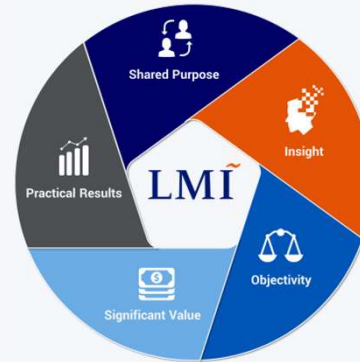 Shared Purpose
Insight
Practical Results
LMI
Objectivity
$
Significant Value